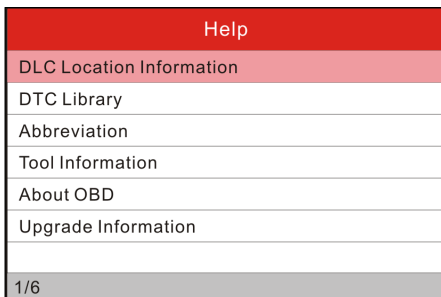 Help
DLC Location Information
DTC Library
Abbreviation
Tool Information
About OBD
Upgrade Information
1/6